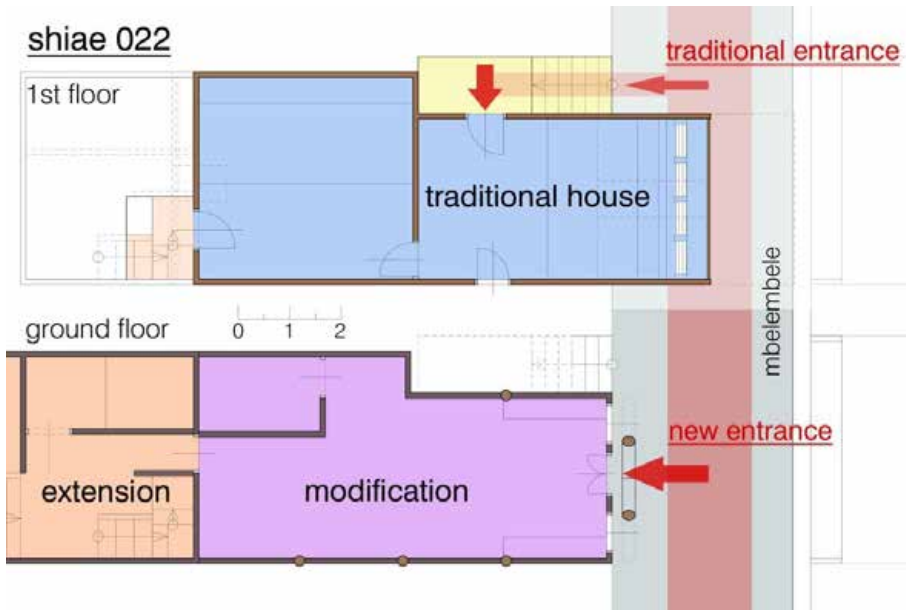 shiae 022
traditional entrance
1st floor
traditional house
mbelembele
ground floor
0 1 2
new entrance
extension
modification